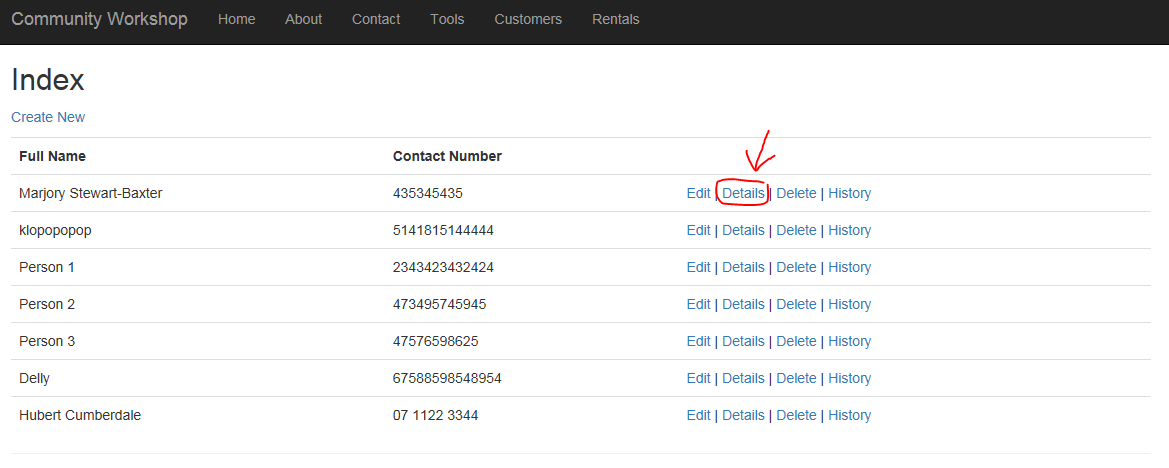 Community Workshop Home About Contact Tools Customers Rentals
Index
Create New
Full Name Contact Number
Marjory Stewart-Baxter 435345435 Edit | Details | Delete | History
klopopopop 5141815144444 Edit | Details | Delete | History
Person 1 2343423432424 Edit | Details | Delete | History
Person 2 473495745945 Edit | Details | Delete | History
Person 3 47576598625 Edit | Details | Delete | History
Delly 67588598548954 Edit | Details | Delete | History
Hubert Cumberdale 07 1122 3344 Edit | Details | Delete | History